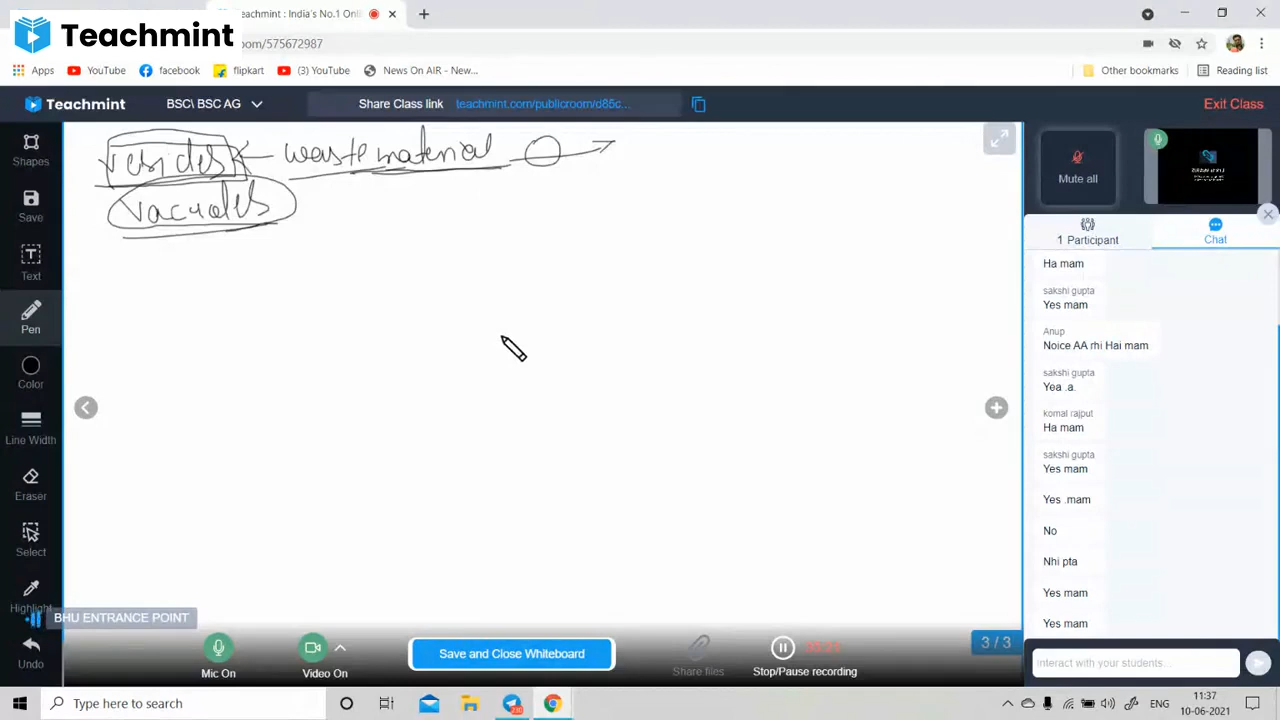 Teachmint : India's No.1 Onli
Teachmint
om/575672987
Apps
YouTube
facebook
flipkart
(3) YouTube
News On AIR - New...
Other bookmarks
Reading list
Teachmint
BSC\ BSC AG
Share Class link
teachmint.com/publicroom/d85c...
Exit Class
Shapes
Save
Text
Pen
Color
Line Width
Eraser
Select
Highlight
Undo
waste material
Mute all
1 Participant
Chat
Ha mam
sakshi gupta
Yes mam
Anup
Noice AA rhi Hai mam
sakshi gupta
Yea .a.
komal rajput
Ha mam
sakshi gupta
Yes mam
Yes .mam
No
Nhi pta
Yes mam
Yes mam
BHU ENTRANCE POINT
Mic On
Video On
Save and Close Whiteboard
Share files
Stop/Pause recording
3 / 3
Interact with your students...
Type here to search
ENG
11:37
10-06-2021